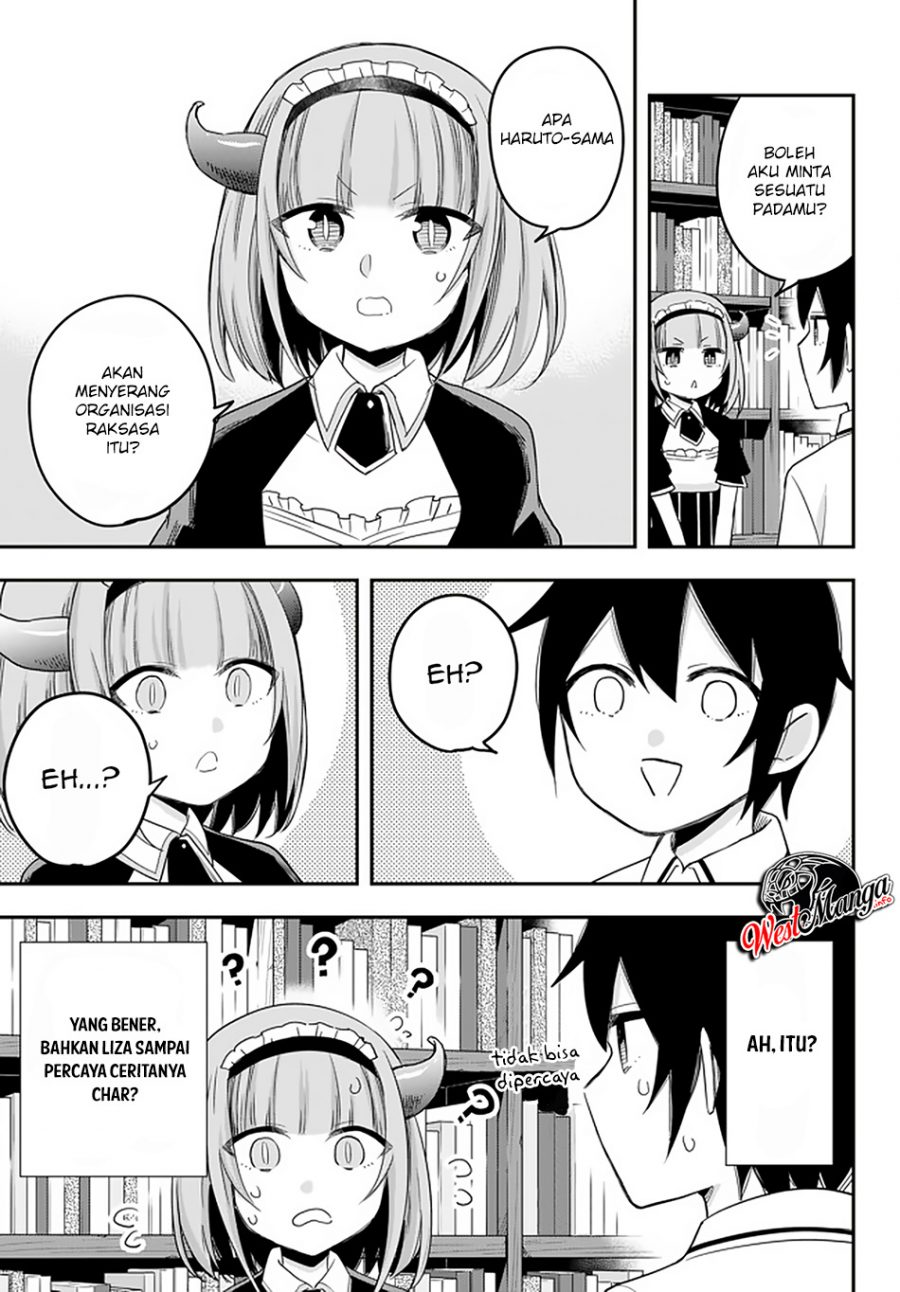 BOLEH
AKU MINTA
SESUATU
PADAMU?
APA
HARUTO-SAMA
AKAN
MENYERANG
ORGANISASI
RAKSASA
ITU?
EH?
EH...?
AH, ITU?
tidak bisa
dipercaya
? ? ? ? ?
YANG BENER,
BAHKAN LIZA SAMPAI
PERCAYA CERITANYA
CHAR?
WestManga
.info